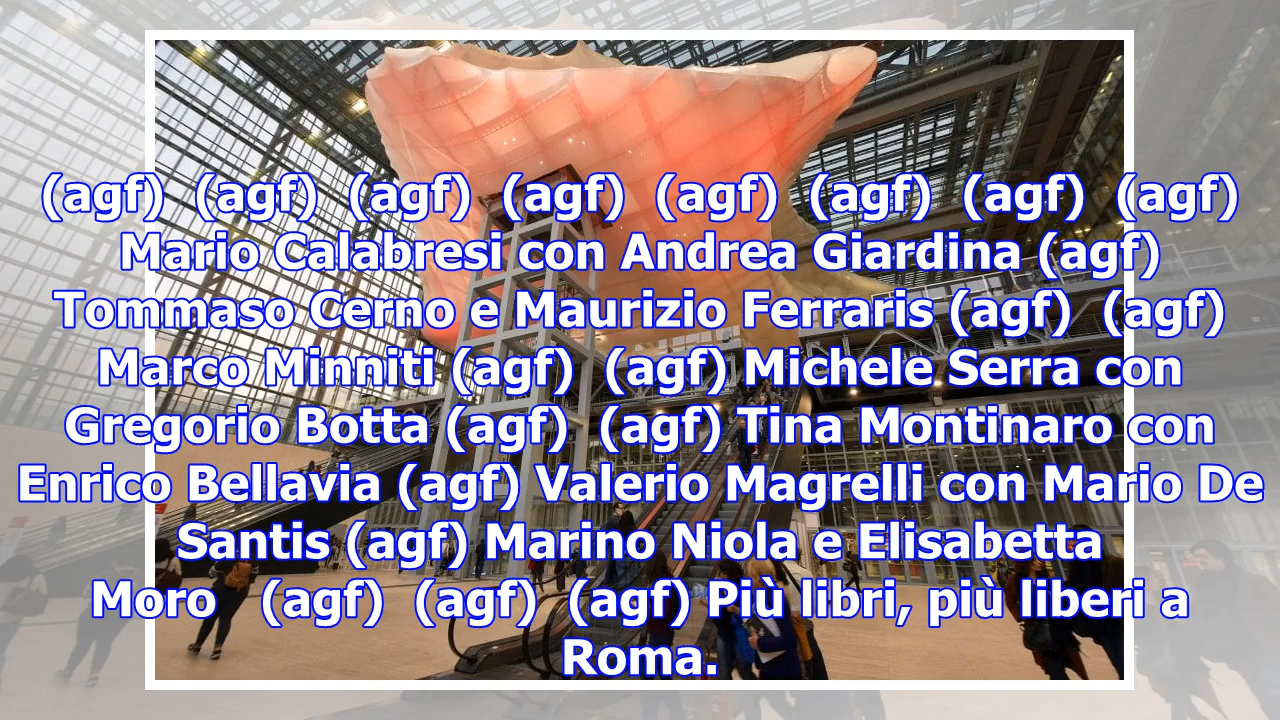 (agf) (agf) (agf) (agf) (agf) (agf) (agf) (agf)
Mario Calabresi con Andrea Giardina (agf)
Tommaso Cerno e Maurizio Ferraris (agf) (agf)
Marco Minniti (agf) (agf) Michele Serra con
Gregorio Botta (agf) (agf) Tina Montinaro con
Enrico Bellavia (agf) Valerio Magrelli con Mario De
Santis (agf) Marino Niola e Elisabetta
Moro (agf) (agf) (agf) Più libri, più liberi a
Roma.